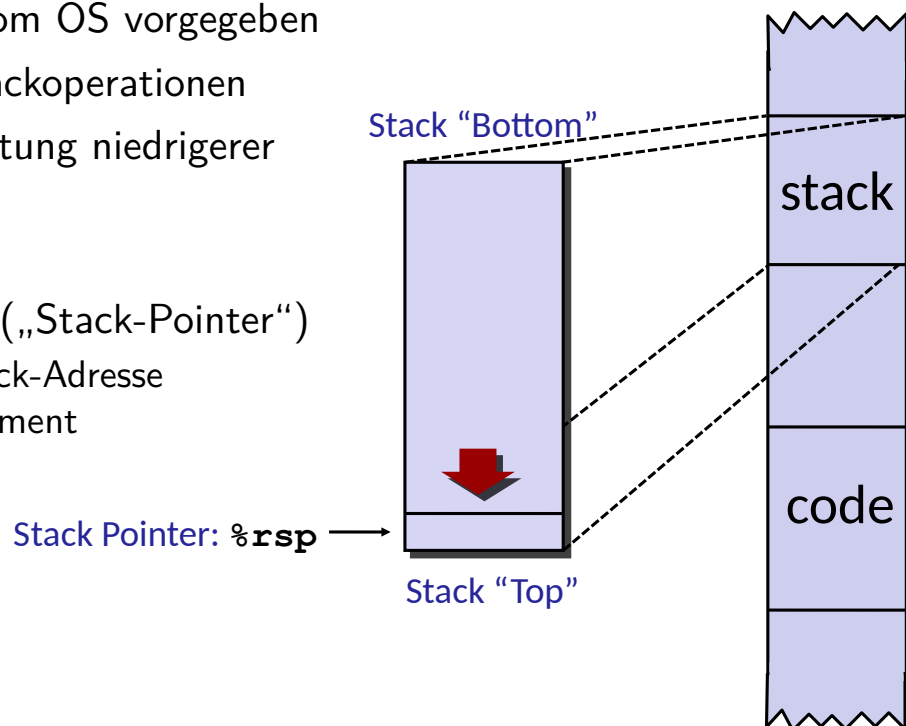 om OS vorgegeben
ckoperationen
tung niedrigerer
(„Stack-Pointer“)
ck-Adresse
ment
Stack “Bottom”
Stack Pointer: %rsp
Stack “Top”
stack
code